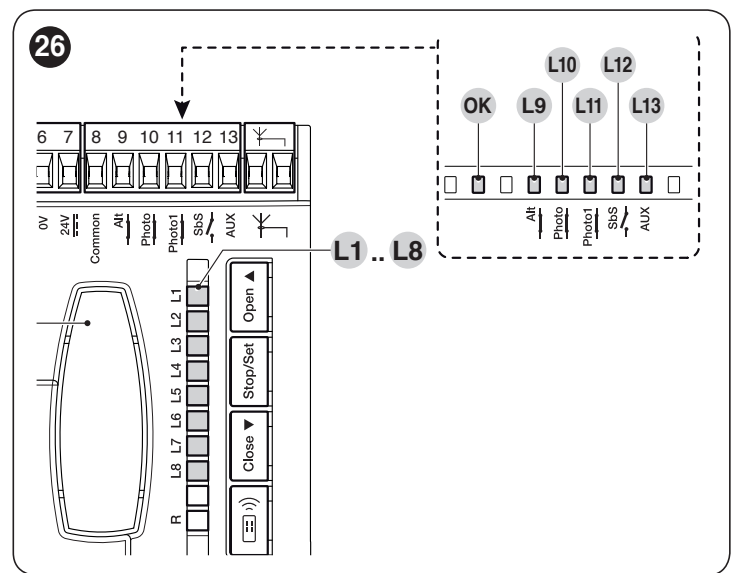 26
L10 L12
OK L9 L11 L13
Alt Photo Photo1 SbS AUX
6 7 8 9 10 11 12 13
0V 24V Common Alt Photo Photo1 SbS AUX
L1 .. L8
L1
L2
L3
L4
L5
L6
L7
L8
R
Open ▲
Stop/Set
Close ▼